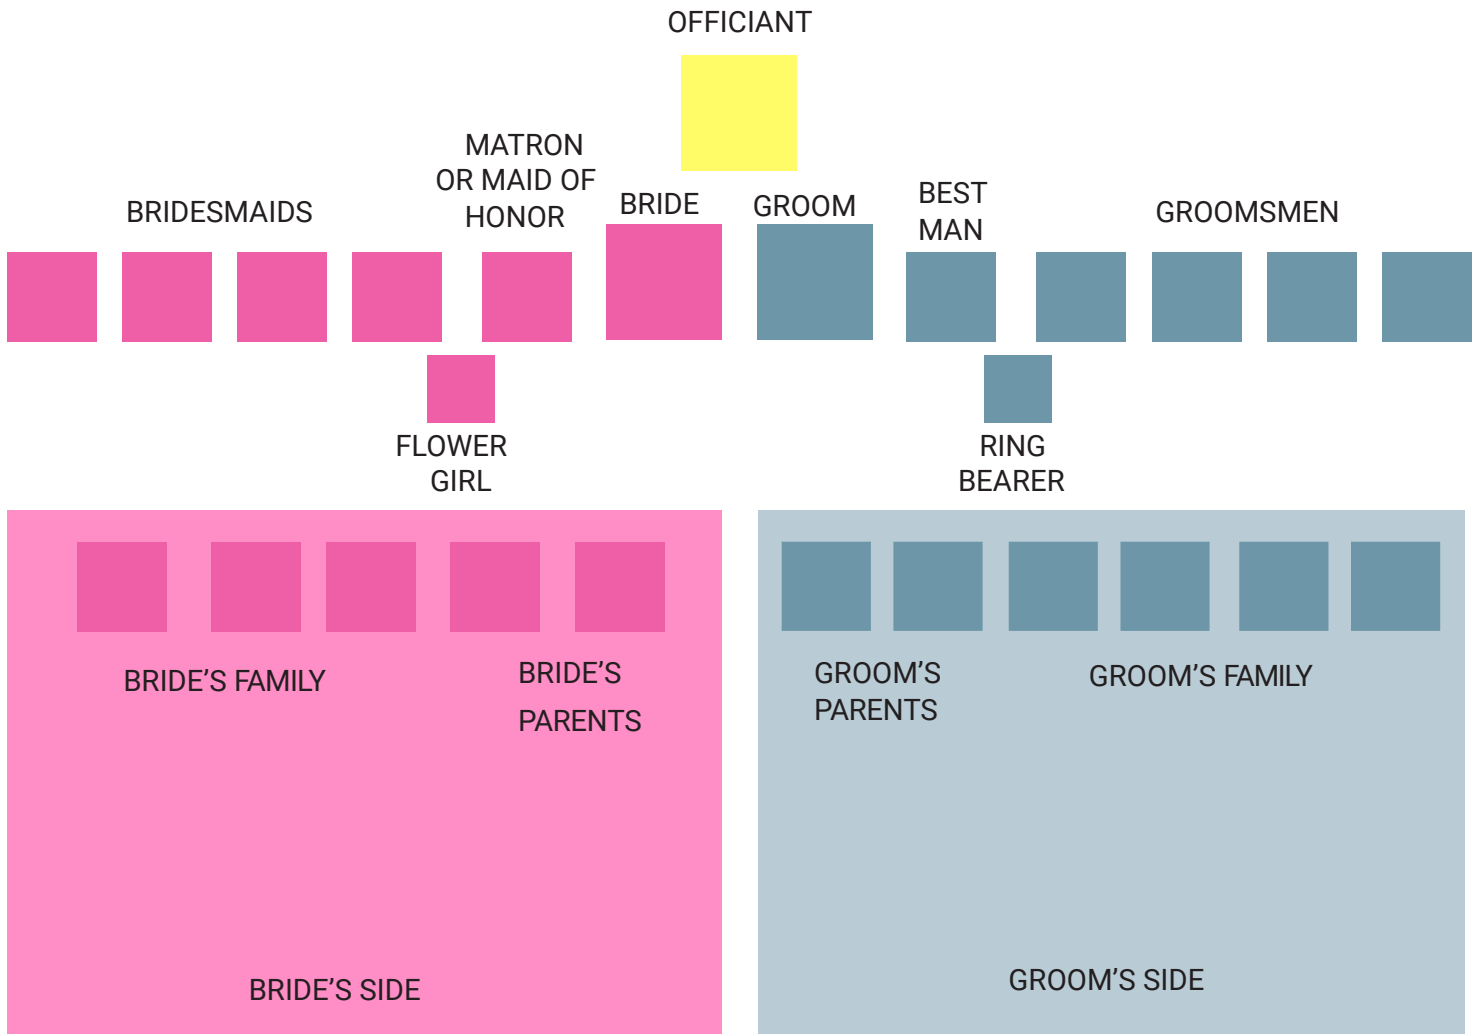 OFFICIANT
MATRON
OR MAID OF
HONOR
BRIDESMAIDS
BRIDE
GROOM
BEST
MAN
GROOMSMEN
FLOWER
GIRL
RING
BEARER
BRIDE'S FAMILY
BRIDE'S
PARENTS
GROOM'S
PARENTS
GROOM'S FAMILY
BRIDE'S SIDE
GROOM'S SIDE